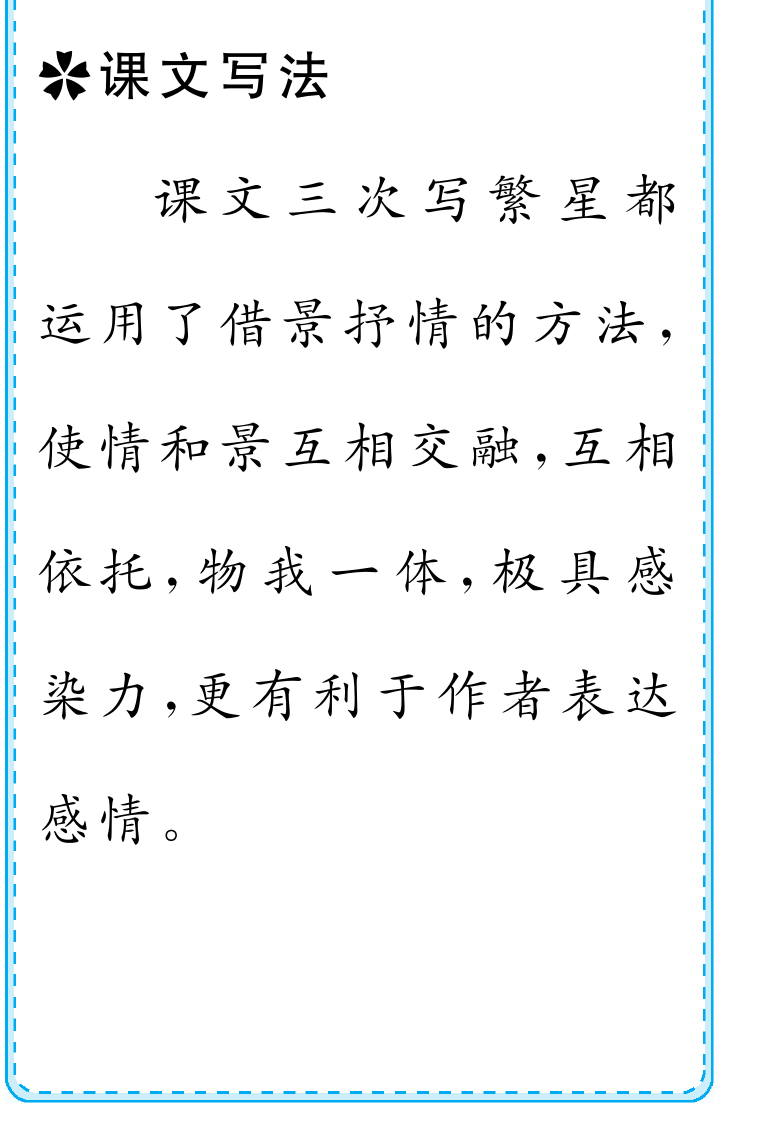 课文写法
课文三次写繁星都
运用了借景抒情的方法，
使情和景互相交融，互相
依托，物我一体，极具感
染力，更有利于作者表达
感情。